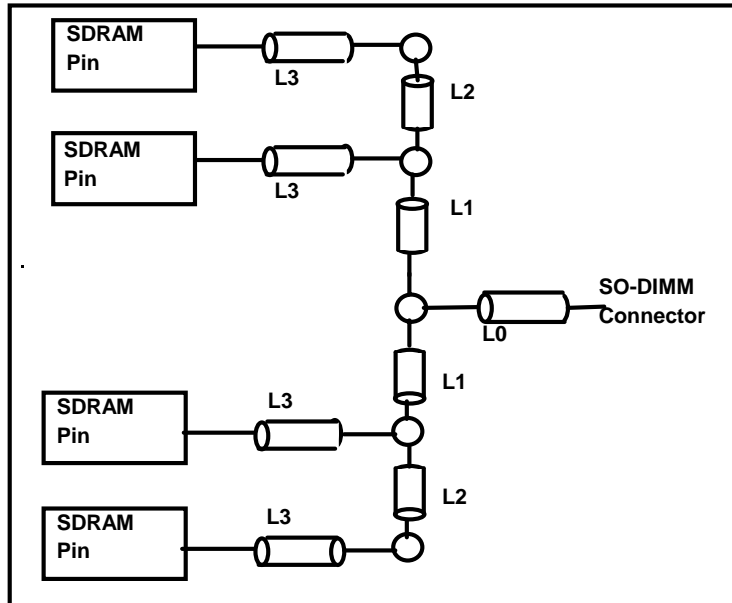 SDRAM
Pin
L3
L2
SDRAM
Pin
L3
L1
SO-DIMM
Connector
L0
L1
SDRAM
Pin
L3
L2
SDRAM
Pin
L3